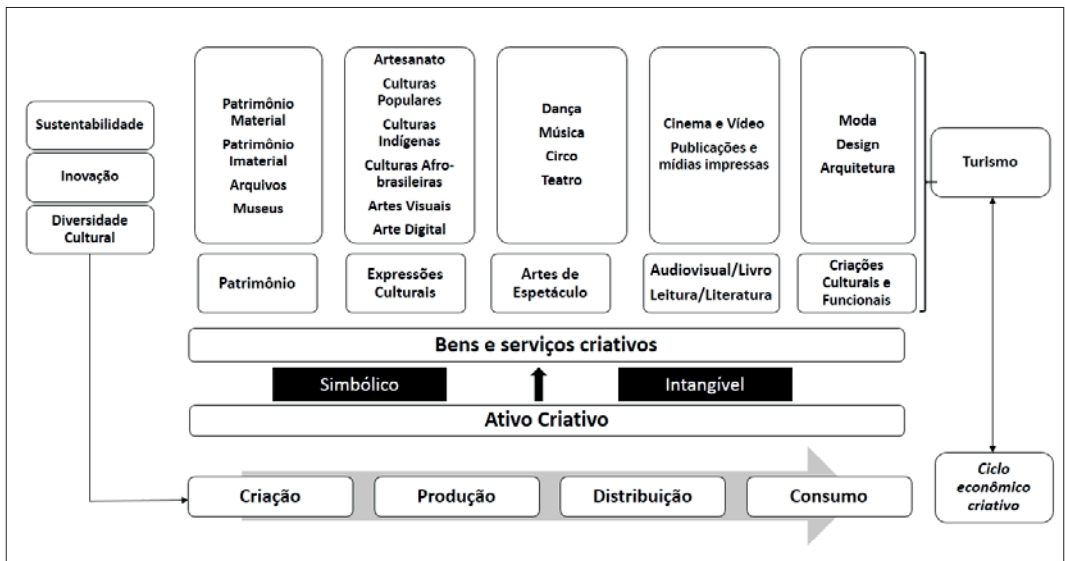 Sustentabilidade
Inovação
Diversidade
Cultural
Patrimônio
Material
Patrimônio
Imaterial
Arquivos
Museus
Artesanato
Culturas
Populares
Culturas
Indígenas
Culturas Afro-
brasileiras
Artes Visuais
Arte Digital
Dança
Música
Circo
Teatro
Cinema e Vídeo
Publicações e
mídias impressas
Moda
Design
Arquitetura
Turismo
Patrimônio
Expressões
Culturais
Artes de
Espetáculo
Audiovisual/Livro
Leitura/Literatura
Criações
Culturais e
Funcionais
Bens e serviços criativos
Simbólico
Intangível
Ativo Criativo
Criação
Produção
Distribuição
Consumo
Ciclo
econômico
criativo